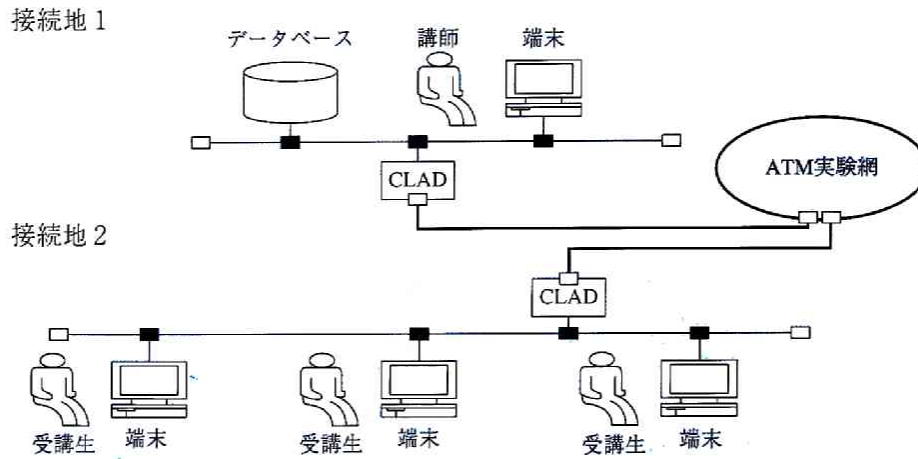 接続地1
データベース 講師 端末
CLAD
ATM実験網
接続地2
CLAD
受講生 端末 受講生 端末 受講生 端末